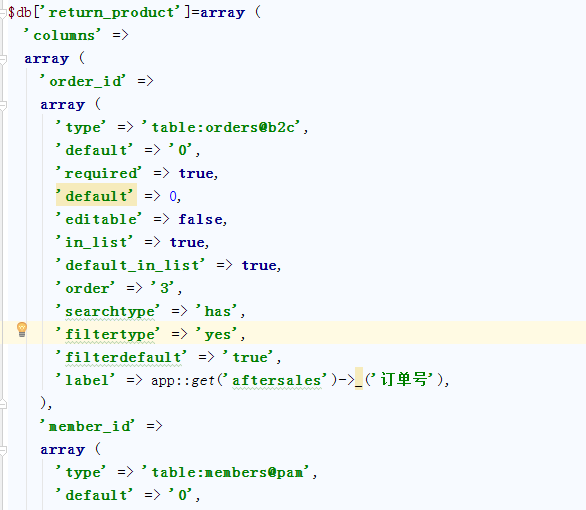 $db['return_product']=array (
'columns' =>
array (
'order_id' =>
array (
'type' => 'table:orders@b2c',
'default' => '0',
'required' => true,
'default' => 0,
'editable' => false,
'in_list' => true,
'default_in_list' => true,
'order' => '3',
'searchtype' => 'has',
'filtertype' => 'yes',
'filterdefault' => 'true',
'label' => app::get('aftersales')->_('订单号'),
),
'member_id' =>
array (
'type' => 'table:members@pam',
'default' => '0',